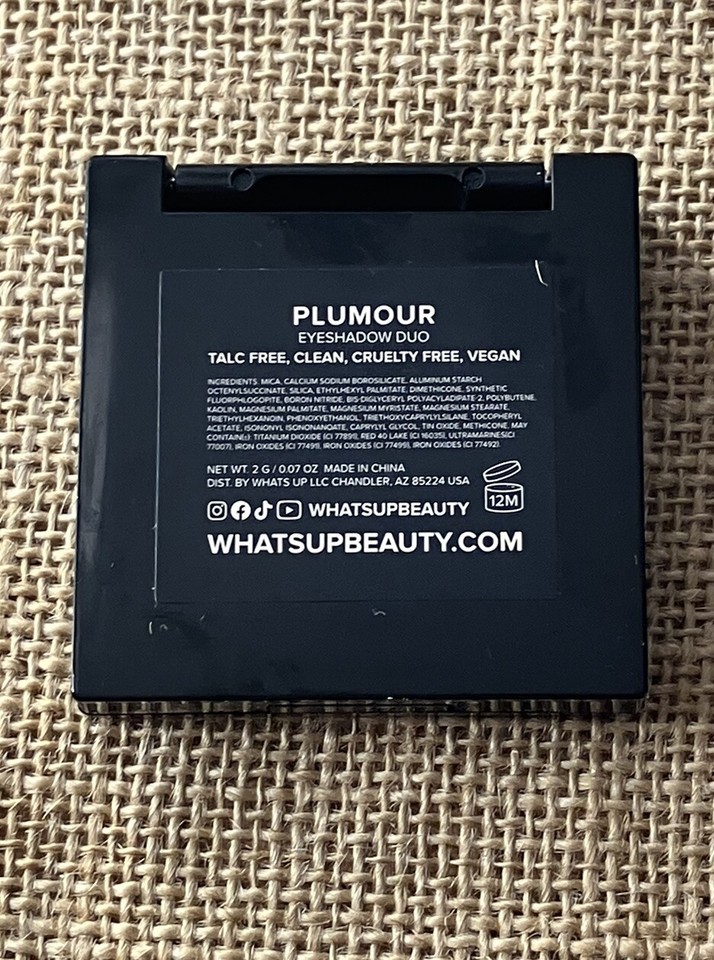 PLUMOUR
EYESHADOW DUO
TALC FREE, CLEAN, CRUELTY FREE, VEGAN
INGREDIENTS: MICA, CALCIUM SODIUM BOROSILICATE, ALUMINUM STARCH
OCTENYLSUCCINATE, SILICA, ETHYLHEXYL PALMITATE, DIMETHICONE, SYNTHETIC
FLUORPHLOGOPITE, BORON NITRIDE, BIS-DIGLYCERYL POLYACYLADIPATE-2, POLYBUTENE,
KAOLIN, MAGNESIUM PALMITATE, MAGNESIUM MYRISTATE, MAGNESIUM STEARATE,
TRIETHYLHEXANOIN, PHENOXYETHANOL, TRIETHOXYCAPRYLYLSILANE, TOCOPHERYL
ACETATE, ISONONYL ISONONANOATE, CAPRYLYL GLYCOL, TIN OXIDE, METHICONE, MAY
CONTAIN(±): TITANIUM DIOXIDE (CI 77891), RED 40 LAKE (CI 16035), ULTRAMARINES(CI
77007), IRON OXIDES (CI 77491), IRON OXIDES (CI 77499), IRON OXIDES (CI 77492).
NET WT. 2 G / 0.07 OZ MADE IN CHINA
DIST. BY WHATS UP LLC CHANDLER, AZ 85224 USA
12M
WHATSUPBEAUTY
WHATSUPBEAUTY.COM